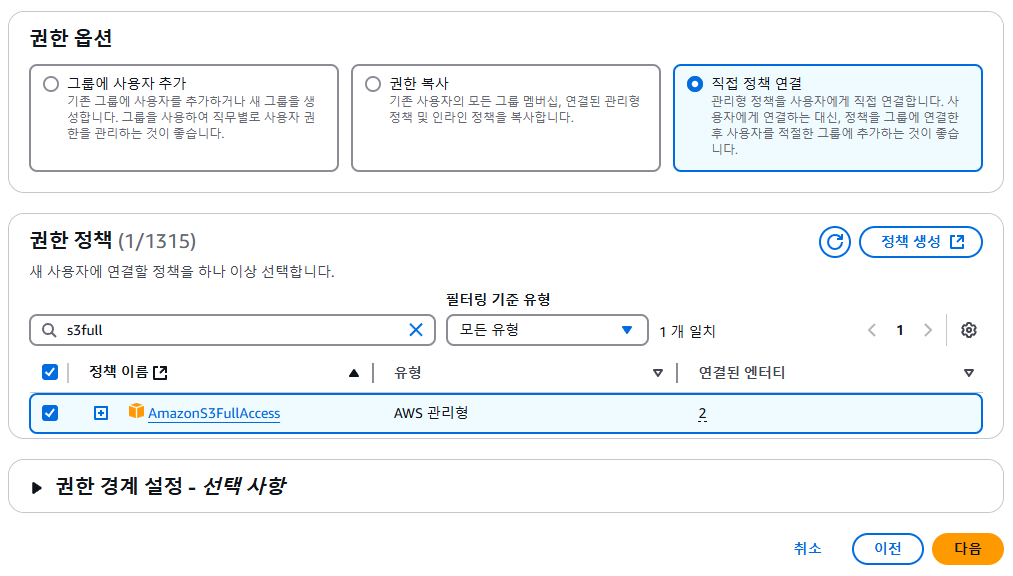 권한 옵션
그룹에 사용자 추가
기존 그룹에 사용자를 추가하거나 새 그룹을 생
성합니다. 그룹을 사용하여 직무별로 사용자 권
한을 관리하는 것이 좋습니다.
권한 복사
기존 사용자의 모든 그룹 멤버십, 연결된 관리형
정책 및 인라인 정책을 복사합니다.
직접 정책 연결
관리형 정책을 사용자에게 직접 연결합니다. 사
용자에게 연결하는 대신, 정책을 그룹에 연결한
후 사용자를 적절한 그룹에 추가하는 것이 좋습
니다.
권한 정책 (1/1315)
정책 생성
새 사용자에 연결할 정책을 하나 이상 선택합니다.
필터링 기준 유형
s3full
모든 유형
1 개 일치
1
정책 이름
유형
연결된 엔터티
AmazonS3FullAccess
AWS 관리형
2
권한 경계 설정 - 선택 사항
취소
이전
다음